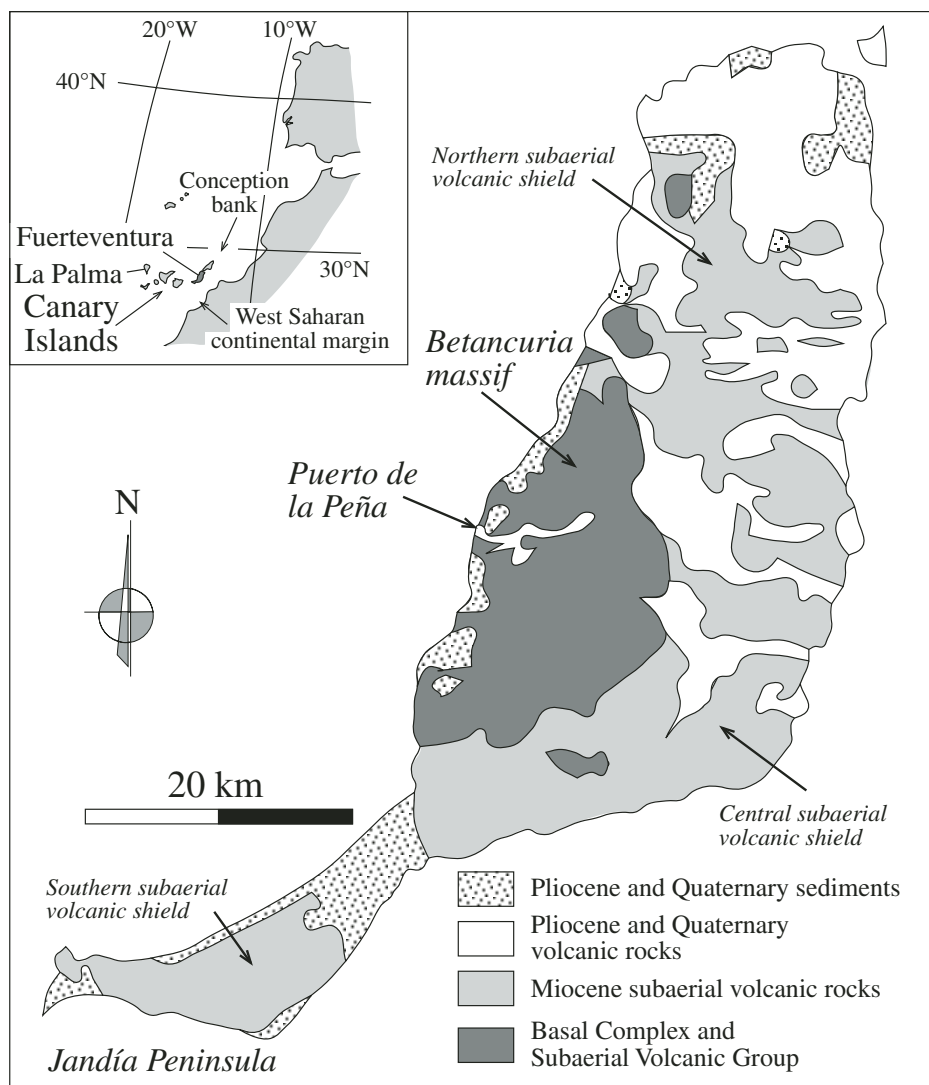 20°W
10°W
40°N
Conception
bank
Fuerteventura
La Palma
Canary
Islands
30°N
West Saharan
continental margin
Northern subaerial
volcanic shield
Betancuria
massif
Puerto de
la Peña
N
20 km
Central subaerial
volcanic shield
Southern subaerial
volcanic shield
Jandía Peninsula
Pliocene and Quaternary sediments
Pliocene and Quaternary
volcanic rocks
Miocene subaerial volcanic rocks
Basal Complex and
Subaerial Volcanic Group